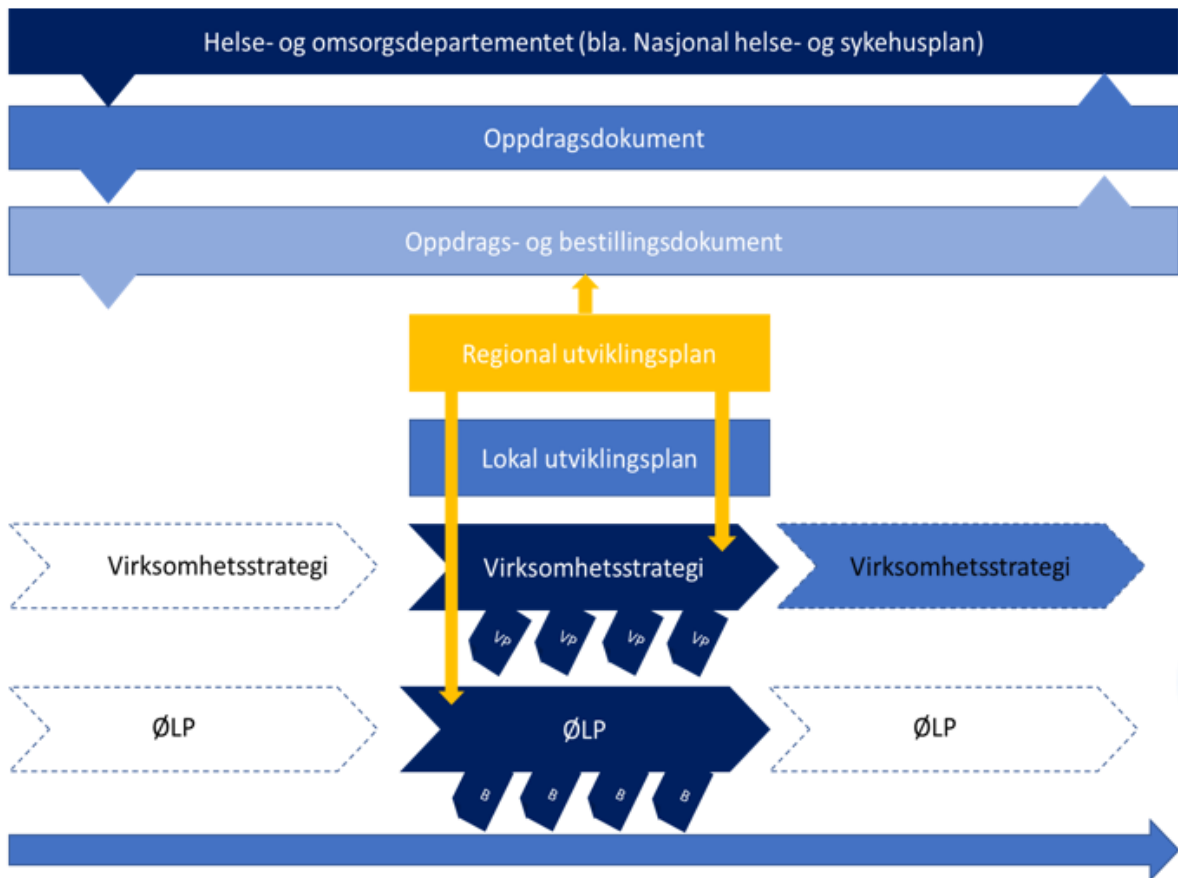 Helse- og omsorgsdepartementet (bla. Nasjonal helse- og sykehusplan)
Oppdragsdokument
Oppdrags- og bestillingsdokument
Regional utviklingsplan
Lokal utviklingsplan
Virksomhetsstrategi
Virksomhetsstrategi
Virksomhetsstrategi
VP
VP
VP
VP
ØLP
ØLP
ØLP
B
B
B
B